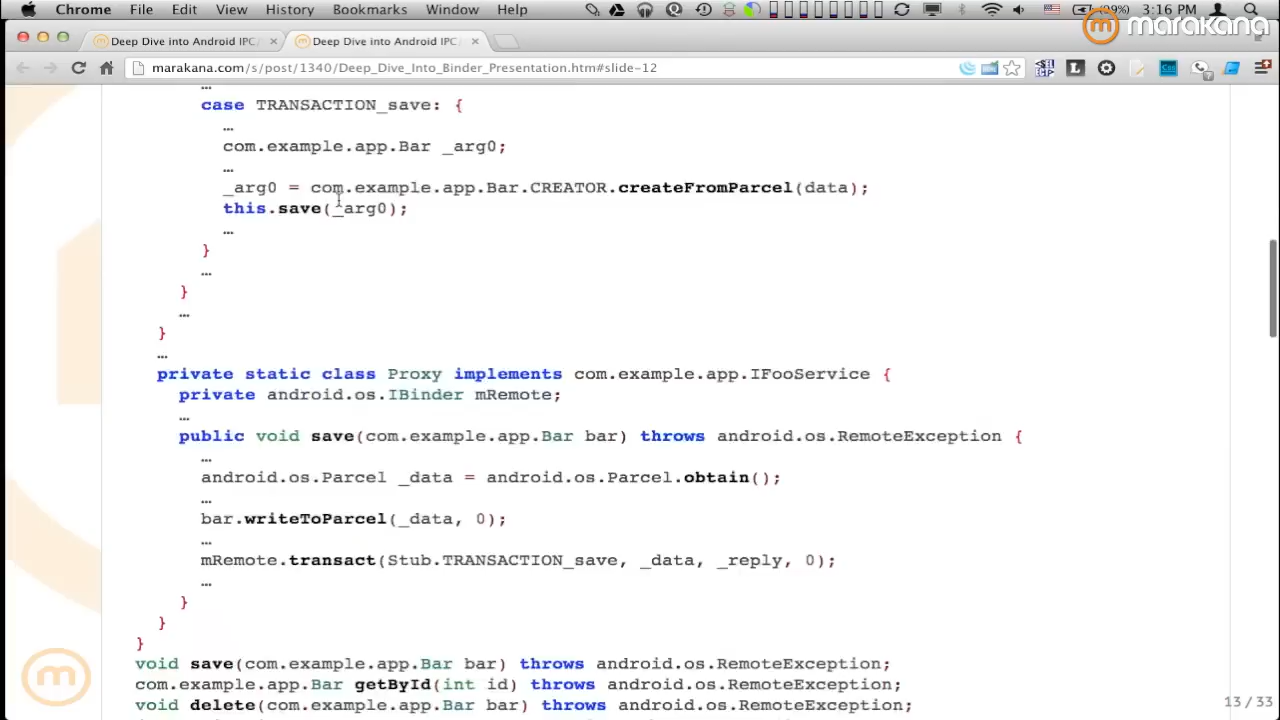 Chrome File Edit View History Bookmarks Window Help (99%) 3:16 PM
marakana
Deep Dive into Android IPC/ Deep Dive into Android IPC/
marakana.com/s/post/1340/Deep_Dive_Into_Binder_Presentation.htm#slide-12
…
case TRANSACTION_save: {
…
com.example.app.Bar _arg0;
…
_arg0 = com.example.app.Bar.CREATOR.createFromParcel(data);
this.save(_arg0);
…
}
…
}
…
}
…
private static class Proxy implements com.example.app.IFooService {
private android.os.IBinder mRemote;
…
public void save(com.example.app.Bar bar) throws android.os.RemoteException {
…
android.os.Parcel _data = android.os.Parcel.obtain();
…
bar.writeToParcel(_data, 0);
…
mRemote.transact(Stub.TRANSACTION_save, _data, _reply, 0);
…
}
}
}
void save(com.example.app.Bar bar) throws android.os.RemoteException;
com.example.app.Bar getById(int id) throws android.os.RemoteException;
void delete(com.example.app.Bar bar) throws android.os.RemoteException;
13 / 33